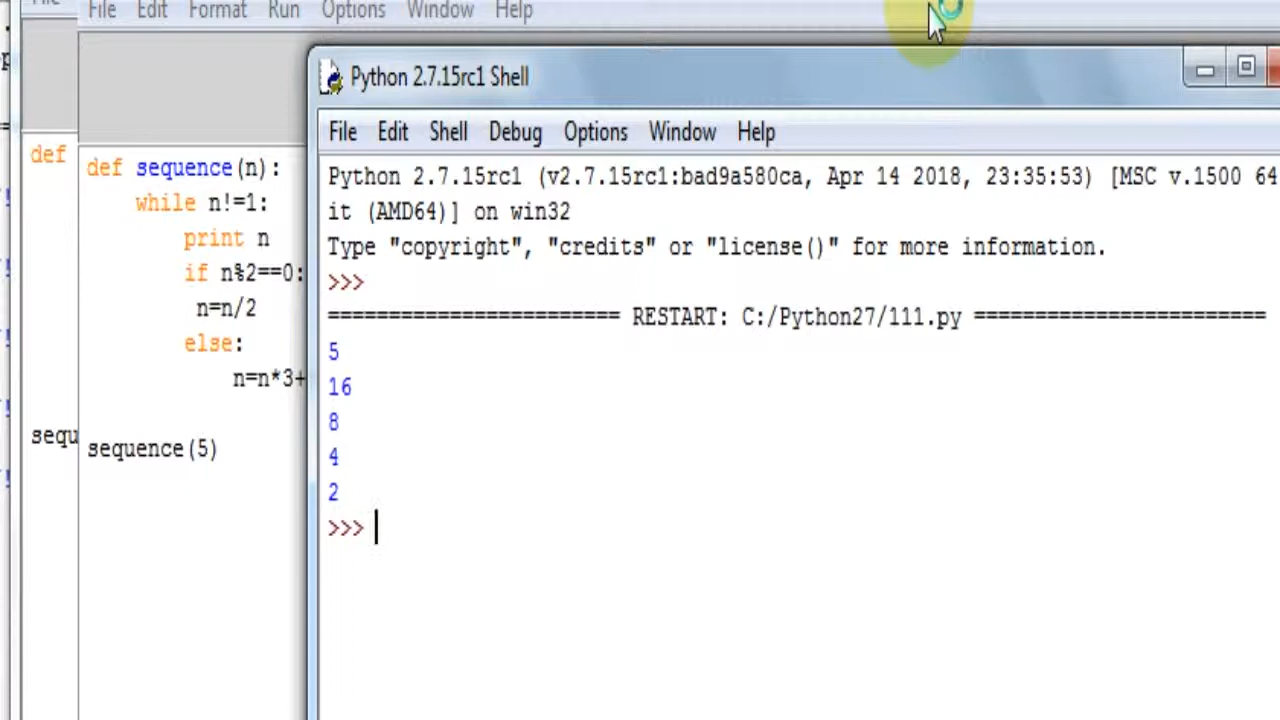 File Edit Format Run Options Window Help
def
sequ
def sequence(n):
while n!=1:
print n
if n%2==0:
n=n/2
else:
n=n*3+
sequence(5)
Python 2.7.15rc1 Shell
File Edit Shell Debug Options Window Help
Python 2.7.15rc1 (v2.7.15rc1:bad9a580ca, Apr 14 2018, 23:35:53) [MSC v.1500 64
it (AMD64)] on win32
Type "copyright", "credits" or "license()" for more information.
>>>
======================== RESTART: C:/Python27/111.py ========================
5
16
8
4
2
>>>